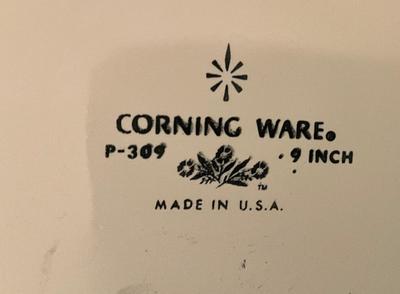 CORNING WARE®
P-309 9 INCH
TM
MADE IN U.S.A.